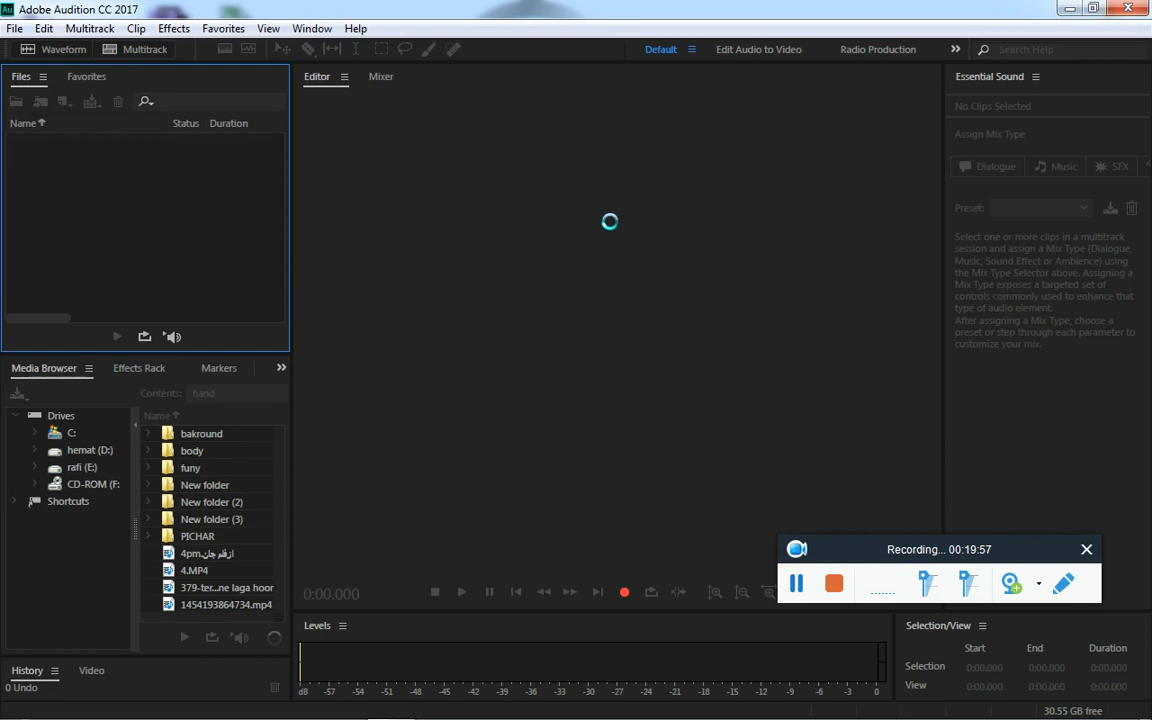 Au Adobe Audition CC 2017
File Edit Multitrack Clip Effects Favorites View Window Help
Waveform Multitrack Default Edit Audio to Video Radio Production Search Help
Files Favorites
Name Status Duration
Editor Mixer
Essential Sound
No Clips Selected
Assign Mix Type
Dialogue Music SFX
Preset:
Select one or more clips in a multitrack
session and assign a Mix Type (Dialogue,
Music, Sound Effect or Ambience) using
the Mix Type Selector above. Assigning a
Mix Type exposes a targeted set of
controls commonly used to enhance that
type of audio element.
After assigning a Mix Type, choose a
preset or step through each parameter to
customize your mix.
Media Browser Effects Rack Markers
Contents: hand
Drives
C:
hemat (D:)
rafi (E:)
CD-ROM (F:
Shortcuts
Name
bakround
body
funy
New folder
New folder (2)
New folder (3)
PICHAR
ازقلم جان.4pm
4.MP4
379-ter...ne laga hoor
1454193864734.mp4
0:00.000
Recording... 00:19:57
History Video
0 Undo
Levels
dB -57 -54 -51 -48 -45 -42 -39 -36 -33 -30 -27 -24 -21 -18 -15 -12 -9 -6 -3 0
Selection/View
Start End Duration
Selection 0:00.000 0:00.000 0:00.000
View 0:00.000 0:00.000 0:00.000
30.55 GB free